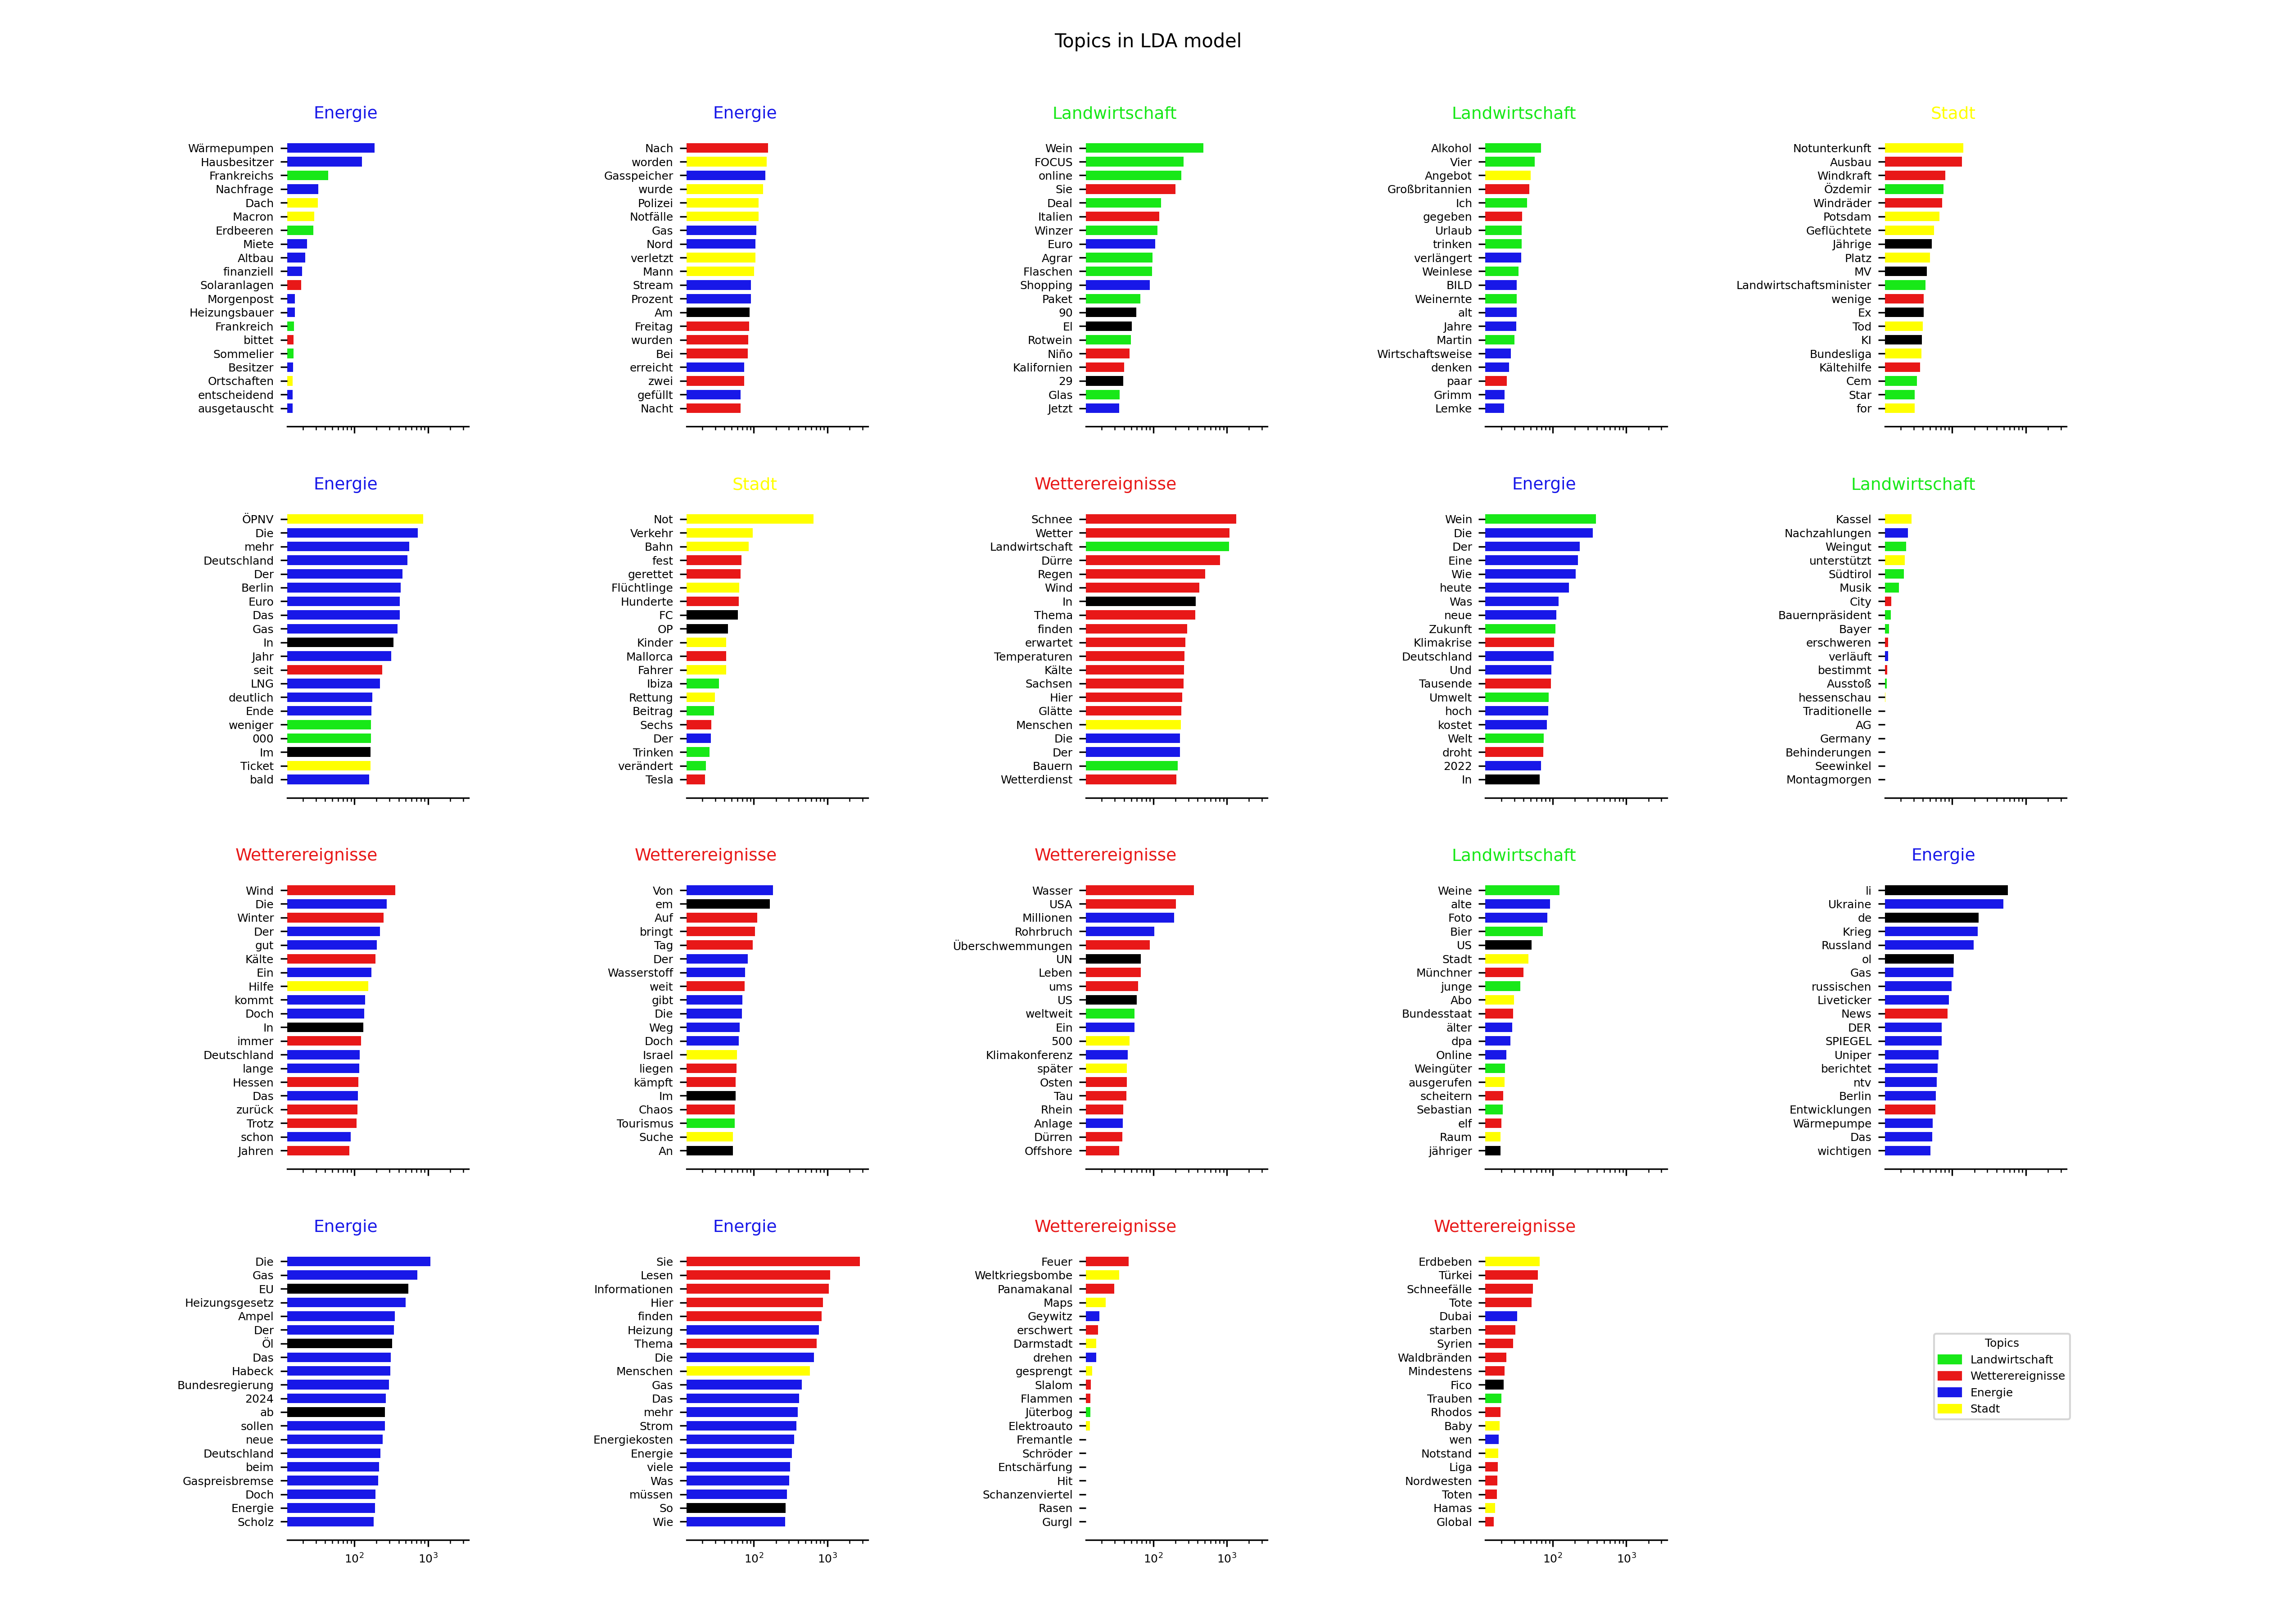 Topics in LDA model
Energie
Wärmepumpen
Hausbesitzer
Frankreichs
Nachfrage
Dach
Macron
Erdbeeren
Miete
Altbau
finanziell
Solaranlagen
Morgenpost
Heizungsbauer
Frankreich
bittet
Sommelier
Besitzer
Ortschaften
entscheidend
ausgetauscht
Energie
Nach
worden
Gasspeicher
wurde
Polizei
Notfälle
Gas
Nord
verletzt
Mann
Stream
Prozent
Am
Freitag
wurden
Bei
erreicht
zwei
gefüllt
Nacht
Landwirtschaft
Wein
FOCUS
online
Sie
Deal
Italien
Winzer
Euro
Agrar
Flaschen
Shopping
Paket
90
El
Rotwein
Niño
Kalifornien
29
Glas
Jetzt
Landwirtschaft
Alkohol
Vier
Angebot
Großbritannien
Ich
gegeben
Urlaub
trinken
verlängert
Weinlese
BILD
Weinernte
alt
Jahre
Martin
Wirtschaftsweise
denken
paar
Grimm
Lemke
Stadt
Notunterkunft
Ausbau
Windkraft
Özdemir
Windräder
Potsdam
Geflüchtete
Jährige
Platz
MV
Landwirtschaftsminister
wenige
Ex
Tod
KI
Bundesliga
Kältehilfe
Cem
Star
for
Energie
ÖPNV
Die
mehr
Deutschland
Der
Berlin
Euro
Das
Gas
In
Jahr
seit
LNG
deutlich
Ende
weniger
000
Im
Ticket
bald
Stadt
Not
Verkehr
Bahn
fest
gerettet
Flüchtlinge
Hunderte
FC
OP
Kinder
Mallorca
Fahrer
Ibiza
Rettung
Beitrag
Sechs
Der
Trinken
verändert
Tesla
Wetterereignisse
Schnee
Wetter
Landwirtschaft
Dürre
Regen
Wind
In
Thema
finden
erwartet
Temperaturen
Kälte
Sachsen
Hier
Glätte
Menschen
Die
Der
Bauern
Wetterdienst
Energie
Wein
Die
Der
Eine
Wie
heute
Was
neue
Zukunft
Klimakrise
Deutschland
Und
Tausende
Umwelt
hoch
kostet
Welt
droht
2022
In
Landwirtschaft
Kassel
Nachzahlungen
Weingut
unterstützt
Südtirol
Musik
City
Bauernpräsident
Bayer
erschweren
verläuft
bestimmt
Ausstoß
hessenschau
Traditionelle
AG
Germany
Behinderungen
Seewinkel
Montagmorgen
Wetterereignisse
Wind
Die
Winter
Der
gut
Kälte
Ein
Hilfe
kommt
Doch
In
immer
Deutschland
lange
Hessen
Das
zurück
Trotz
schon
Jahren
Wetterereignisse
Von
em
Auf
bringt
Tag
Der
Wasserstoff
weit
gibt
Die
Weg
Doch
Israel
liegen
kämpft
Im
Chaos
Tourismus
Suche
An
Wetterereignisse
Wasser
USA
Millionen
Rohrbruch
Überschwemmungen
UN
Leben
ums
US
weltweit
Ein
500
Klimakonferenz
später
Osten
Tau
Rhein
Anlage
Dürren
Offshore
Landwirtschaft
Weine
alte
Foto
Bier
US
Stadt
Münchner
junge
Abo
Bundesstaat
älter
dpa
Online
Weingüter
ausgerufen
scheitern
Sebastian
elf
Raum
jähriger
Energie
li
Ukraine
de
Krieg
Russland
ol
Gas
russischen
Liveticker
News
DER
SPIEGEL
Uniper
berichtet
ntv
Berlin
Entwicklungen
Wärmepumpe
Das
wichtigen
Energie
Die
Gas
EU
Heizungsgesetz
Ampel
Der
Öl
Das
Habeck
Bundesregierung
2024
ab
sollen
neue
Deutschland
beim
Gaspreisbremse
Doch
Energie
Scholz
10² 10³
Energie
Sie
Lesen
Informationen
Hier
finden
Heizung
Thema
Die
Menschen
Gas
Das
mehr
Strom
Energiekosten
Energie
viele
Was
müssen
So
Wie
10² 10³
Wetterereignisse
Feuer
Weltkriegsbombe
Panamakanal
Maps
Geywitz
erschwert
Darmstadt
drehen
gesprengt
Slalom
Flammen
Jüterbog
Elektroauto
Fremantle
Schröder
Entschärfung
Hit
Schanzenviertel
Rasen
Gurgl
10² 10³
Wetterereignisse
Erdbeben
Türkei
Schneefälle
Tote
Dubai
starben
Syrien
Waldbränden
Mindestens
Fico
Trauben
Rhodos
Baby
wen
Notstand
Liga
Nordwesten
Toten
Hamas
Global
10² 10³
Topics
Landwirtschaft
Wetterereignisse
Energie
Stadt